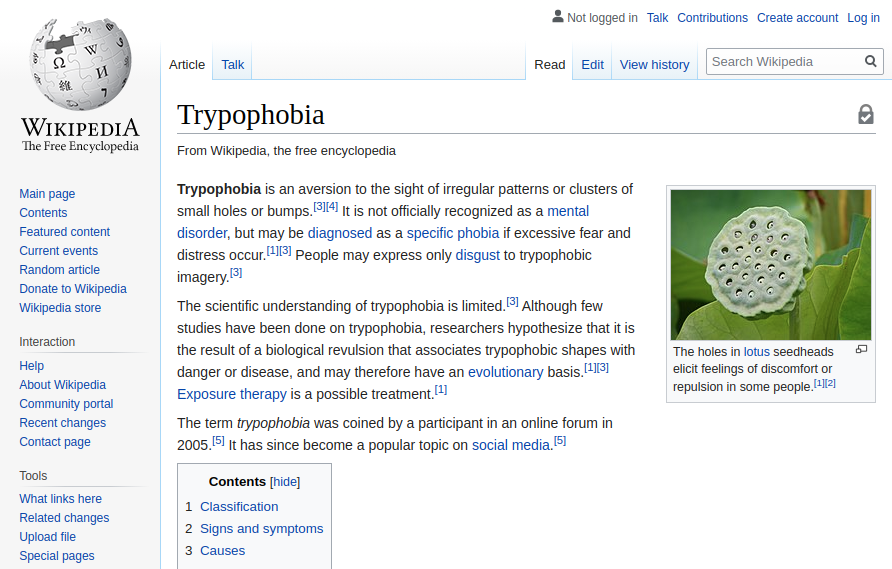 Not logged in Talk Contributions Create account Log in
Article Talk Read Edit View history Search Wikipedia
WIKIPEDIA
The Free Encyclopedia
Main page
Contents
Featured content
Current events
Random article
Donate to Wikipedia
Wikipedia store
Interaction
Help
About Wikipedia
Community portal
Recent changes
Contact page
Tools
What links here
Related changes
Upload file
Special pages
Trypophobia
From Wikipedia, the free encyclopedia
Trypophobia is an aversion to the sight of irregular patterns or clusters of
small holes or bumps.[3][4] It is not officially recognized as a mental
disorder, but may be diagnosed as a specific phobia if excessive fear and
distress occur.[1][3] People may express only disgust to trypophobic
imagery.[3]
The scientific understanding of trypophobia is limited.[3] Although few
studies have been done on trypophobia, researchers hypothesize that it is
the result of a biological revulsion that associates trypophobic shapes with
danger or disease, and may therefore have an evolutionary basis.[1][3]
Exposure therapy is a possible treatment.[1]
The term trypophobia was coined by a participant in an online forum in
2005.[5] It has since become a popular topic on social media.[5]
The holes in lotus seedheads
elicit feelings of discomfort or
repulsion in some people.[1][2]
Contents [hide]
1 Classification
2 Signs and symptoms
3 Causes